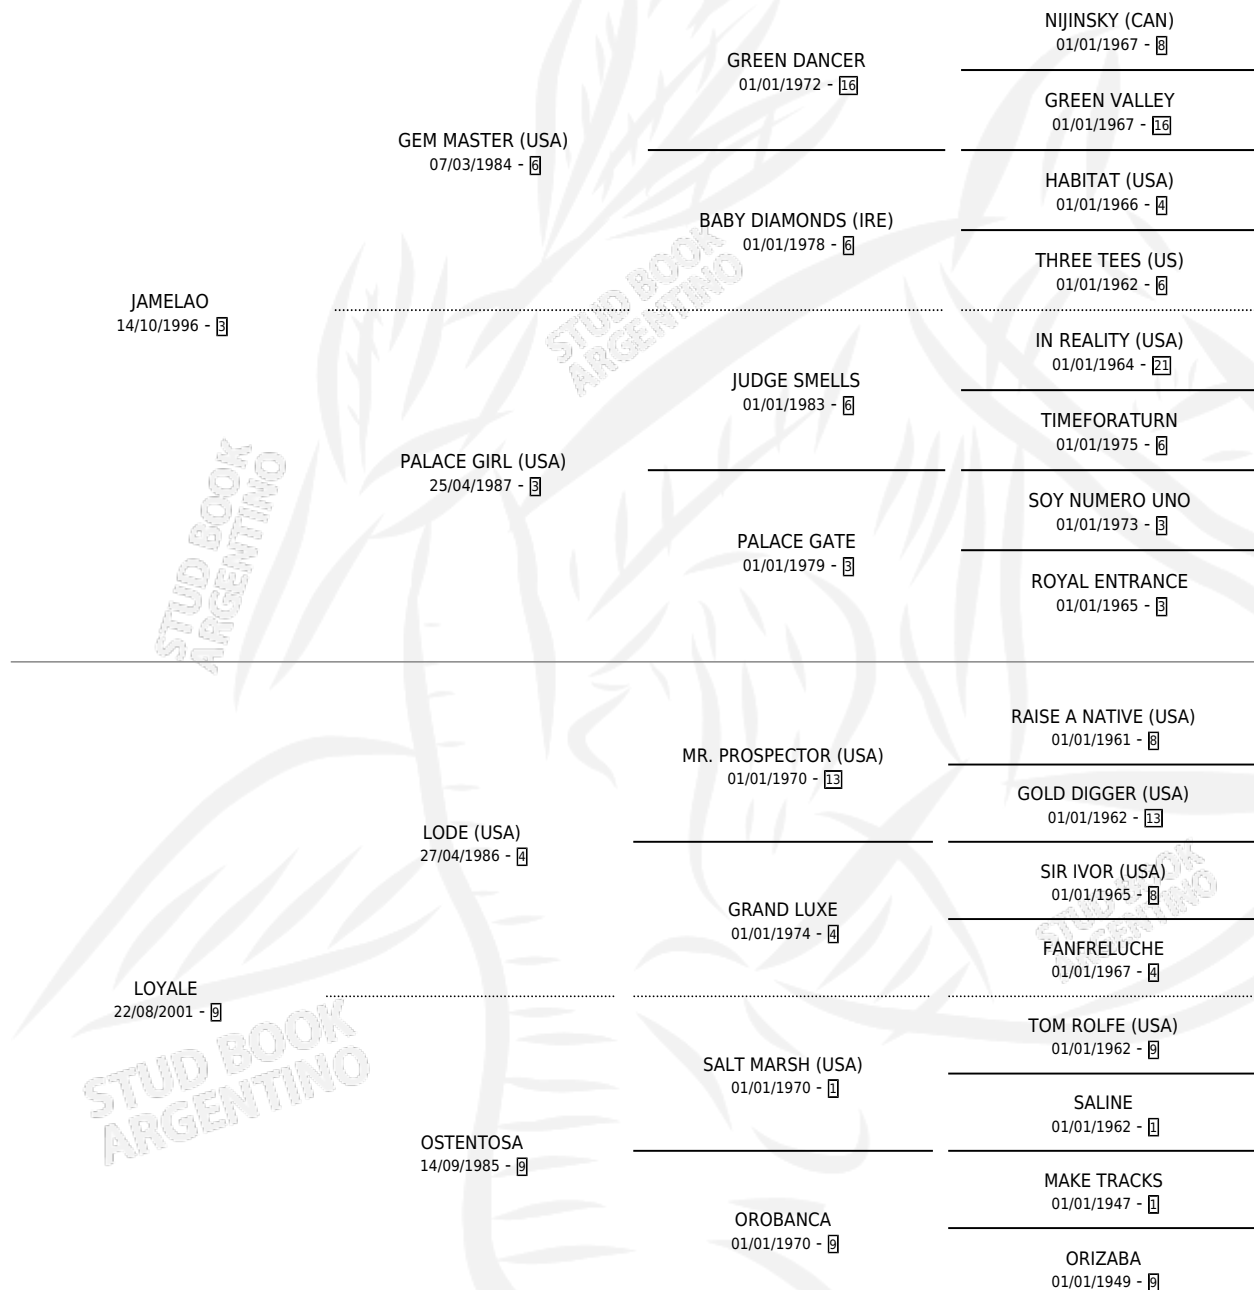 NIJINSKY (CAN)
01/01/1967 - 8
GREEN DANCER
01/01/1972 - 16
GREEN VALLEY
01/01/1967 - 16
GEM MASTER (USA)
07/03/1984 - 6
HABITAT (USA)
01/01/1966 - 4
BABY DIAMONDS (IRE)
01/01/1978 - 6
THREE TEES (US)
01/01/1962 - 6
JAMELAO
14/10/1996 - 3
IN REALITY (USA)
01/01/1964 - 21
JUDGE SMELLS
01/01/1983 - 6
TIMEFORATURN
01/01/1975 - 6
PALACE GIRL (USA)
25/04/1987 - 3
SOY NUMERO UNO
01/01/1973 - 3
PALACE GATE
01/01/1979 - 3
ROYAL ENTRANCE
01/01/1965 - 3
RAISE A NATIVE (USA)
01/01/1961 - 8
MR. PROSPECTOR (USA)
01/01/1970 - 13
GOLD DIGGER (USA)
01/01/1962 - 13
LODE (USA)
27/04/1986 - 4
SIR IVOR (USA)
01/01/1965 - 8
GRAND LUXE
01/01/1974 - 4
FANFRELUCHE
01/01/1967 - 4
LOYALE
22/08/2001 - 9
TOM ROLFE (USA)
01/01/1962 - 9
SALT MARSH (USA)
01/01/1970 - 1
SALINE
01/01/1962 - 1
OSTENTOSA
14/09/1985 - 9
MAKE TRACKS
01/01/1947 - 1
OROBANCA
01/01/1970 - 9
ORIZABA
01/01/1949 - 9
STUD BOOK
ARGENTINO
STUD BOOK
ARGENTINO
STUD BOOK
ARGENTINO
STUD BOOK
ARGENTINO